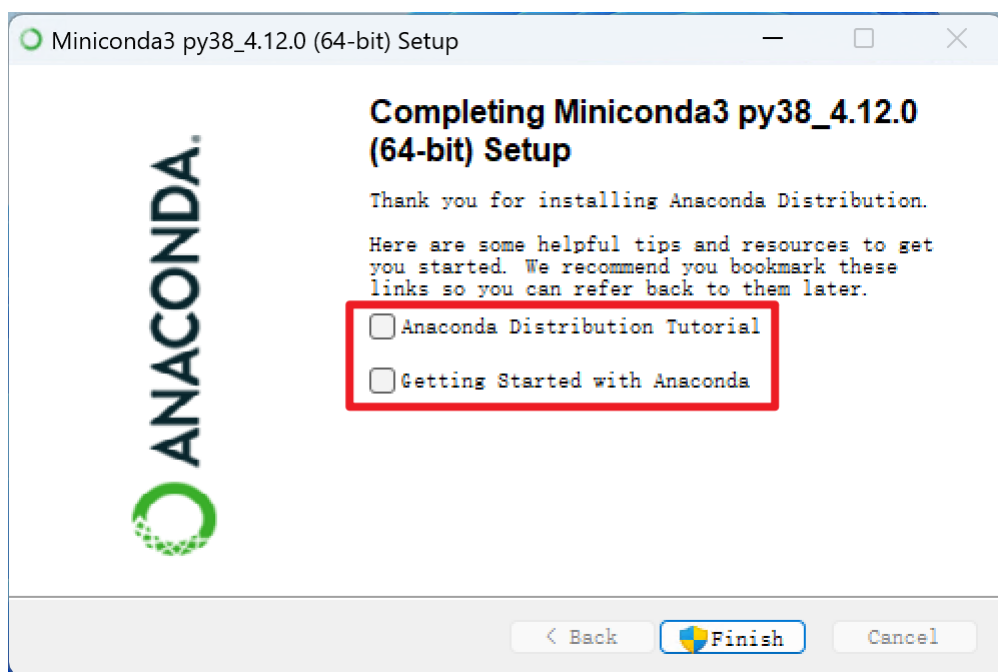 Miniconda3 py38_4.12.0 (64-bit) Setup
ANACONDA.
Completing Miniconda3 py38_4.12.0
(64-bit) Setup
Thank you for installing Anaconda Distribution.
Here are some helpful tips and resources to get
you started. We recommend you bookmark these
links so you can refer back to them later.
Anaconda Distribution Tutorial
Getting Started with Anaconda
< Back
Finish
Cancel